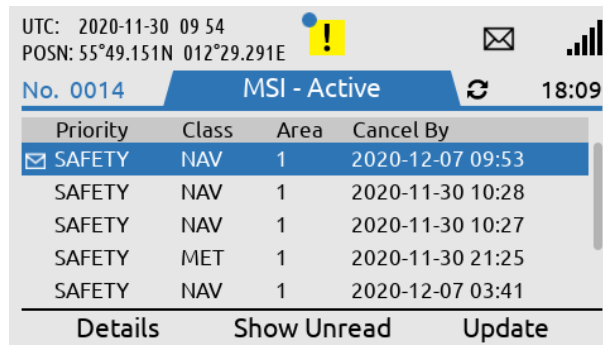 UTC: 2020-11-30 09 54
POSN: 55°49.151N 012°29.291E
!
No. 0014 MSI - Active 18:09
Priority Class Area Cancel By
SAFETY NAV 1 2020-12-07 09:53
SAFETY NAV 1 2020-11-30 10:28
SAFETY NAV 1 2020-11-30 10:27
SAFETY MET 1 2020-11-30 21:25
SAFETY NAV 1 2020-12-07 03:41
Details Show Unread Update